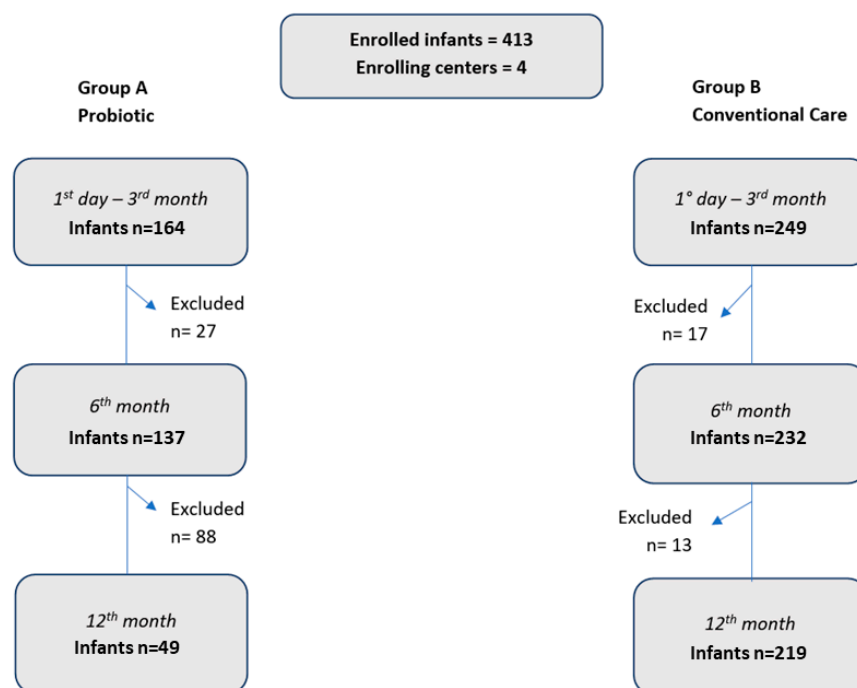 Enrolled infants = 413
Enrolling centers = 4
Group A
Probiotic
Group B
Conventional Care
1st day – 3rd month
Infants n=164
1° day – 3rd month
Infants n=249
Excluded
n= 27
Excluded
n= 17
6th month
Infants n=137
6th month
Infants n=232
Excluded
n= 88
Excluded
n= 13
12th month
Infants n=49
12th month
Infants n=219